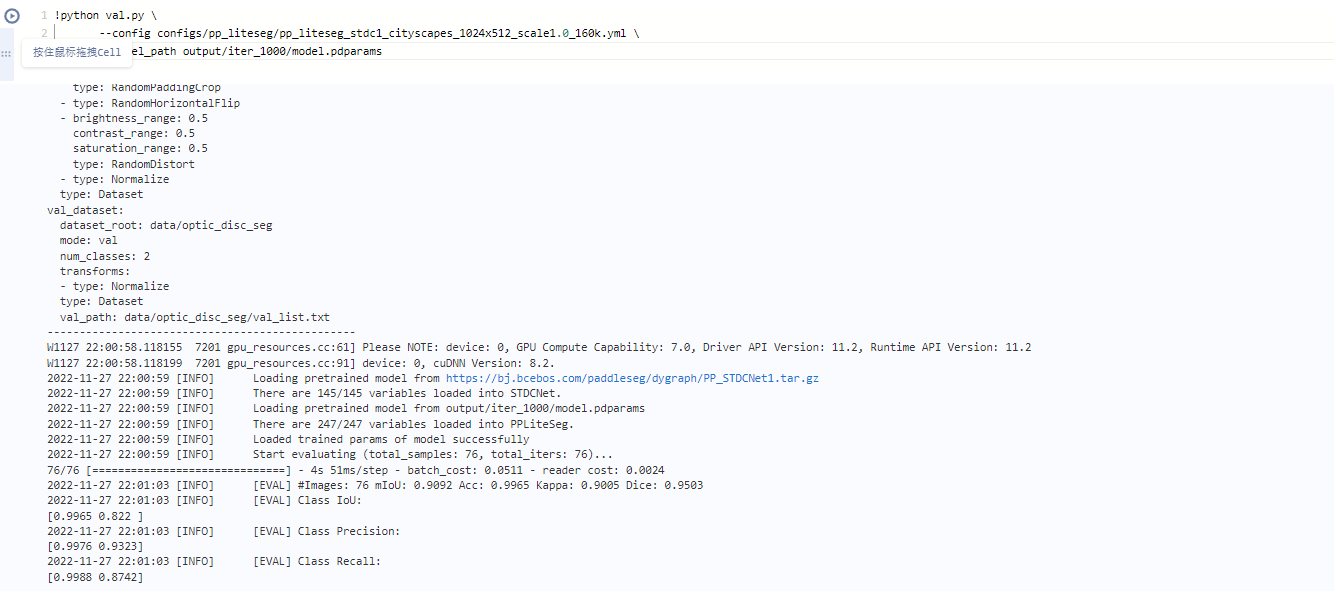 1 !python val.py \
2 --config configs/pp_liteseg/pp_liteseg_stdc1_cityscapes_1024x512_scale1.0_160k.yml \
按住鼠标拖拽Cell el_path output/iter_1000/model.pdparams
type: RandomPaddingCrop
- type: RandomHorizontalFlip
- brightness_range: 0.5
contrast_range: 0.5
saturation_range: 0.5
type: RandomDistort
- type: Normalize
type: Dataset
val_dataset:
dataset_root: data/optic_disc_seg
mode: val
num_classes: 2
transforms:
- type: Normalize
type: Dataset
val_path: data/optic_disc_seg/val_list.txt
------------------------------------------------
W1127 22:00:58.118155  7201 gpu_resources.cc:61] Please NOTE: device: 0, GPU Compute Capability: 7.0, Driver API Version: 11.2, Runtime API Version: 11.2
W1127 22:00:58.118199  7201 gpu_resources.cc:91] device: 0, cuDNN Version: 8.2.
2022-11-27 22:00:59 [INFO]	Loading pretrained model from https://bj.bcebos.com/paddleseg/dygraph/PP_STDCNet1.tar.gz
2022-11-27 22:00:59 [INFO]	There are 145/145 variables loaded into STDCNet.
2022-11-27 22:00:59 [INFO]	Loading pretrained model from output/iter_1000/model.pdparams
2022-11-27 22:00:59 [INFO]	There are 247/247 variables loaded into PPLiteSeg.
2022-11-27 22:00:59 [INFO]	Loaded trained params of model successfully
2022-11-27 22:00:59 [INFO]	Start evaluating (total_samples: 76, total_iters: 76)...
76/76 [==============================] - 4s 51ms/step - batch_cost: 0.0511 - reader cost: 0.0024
2022-11-27 22:01:03 [INFO]	[EVAL] #Images: 76 mIoU: 0.9092 Acc: 0.9965 Kappa: 0.9005 Dice: 0.9503
2022-11-27 22:01:03 [INFO]	[EVAL] Class IoU:
[0.9965 0.822 ]
2022-11-27 22:01:03 [INFO]	[EVAL] Class Precision:
[0.9976 0.9323]
2022-11-27 22:01:03 [INFO]	[EVAL] Class Recall:
[0.9988 0.8742]